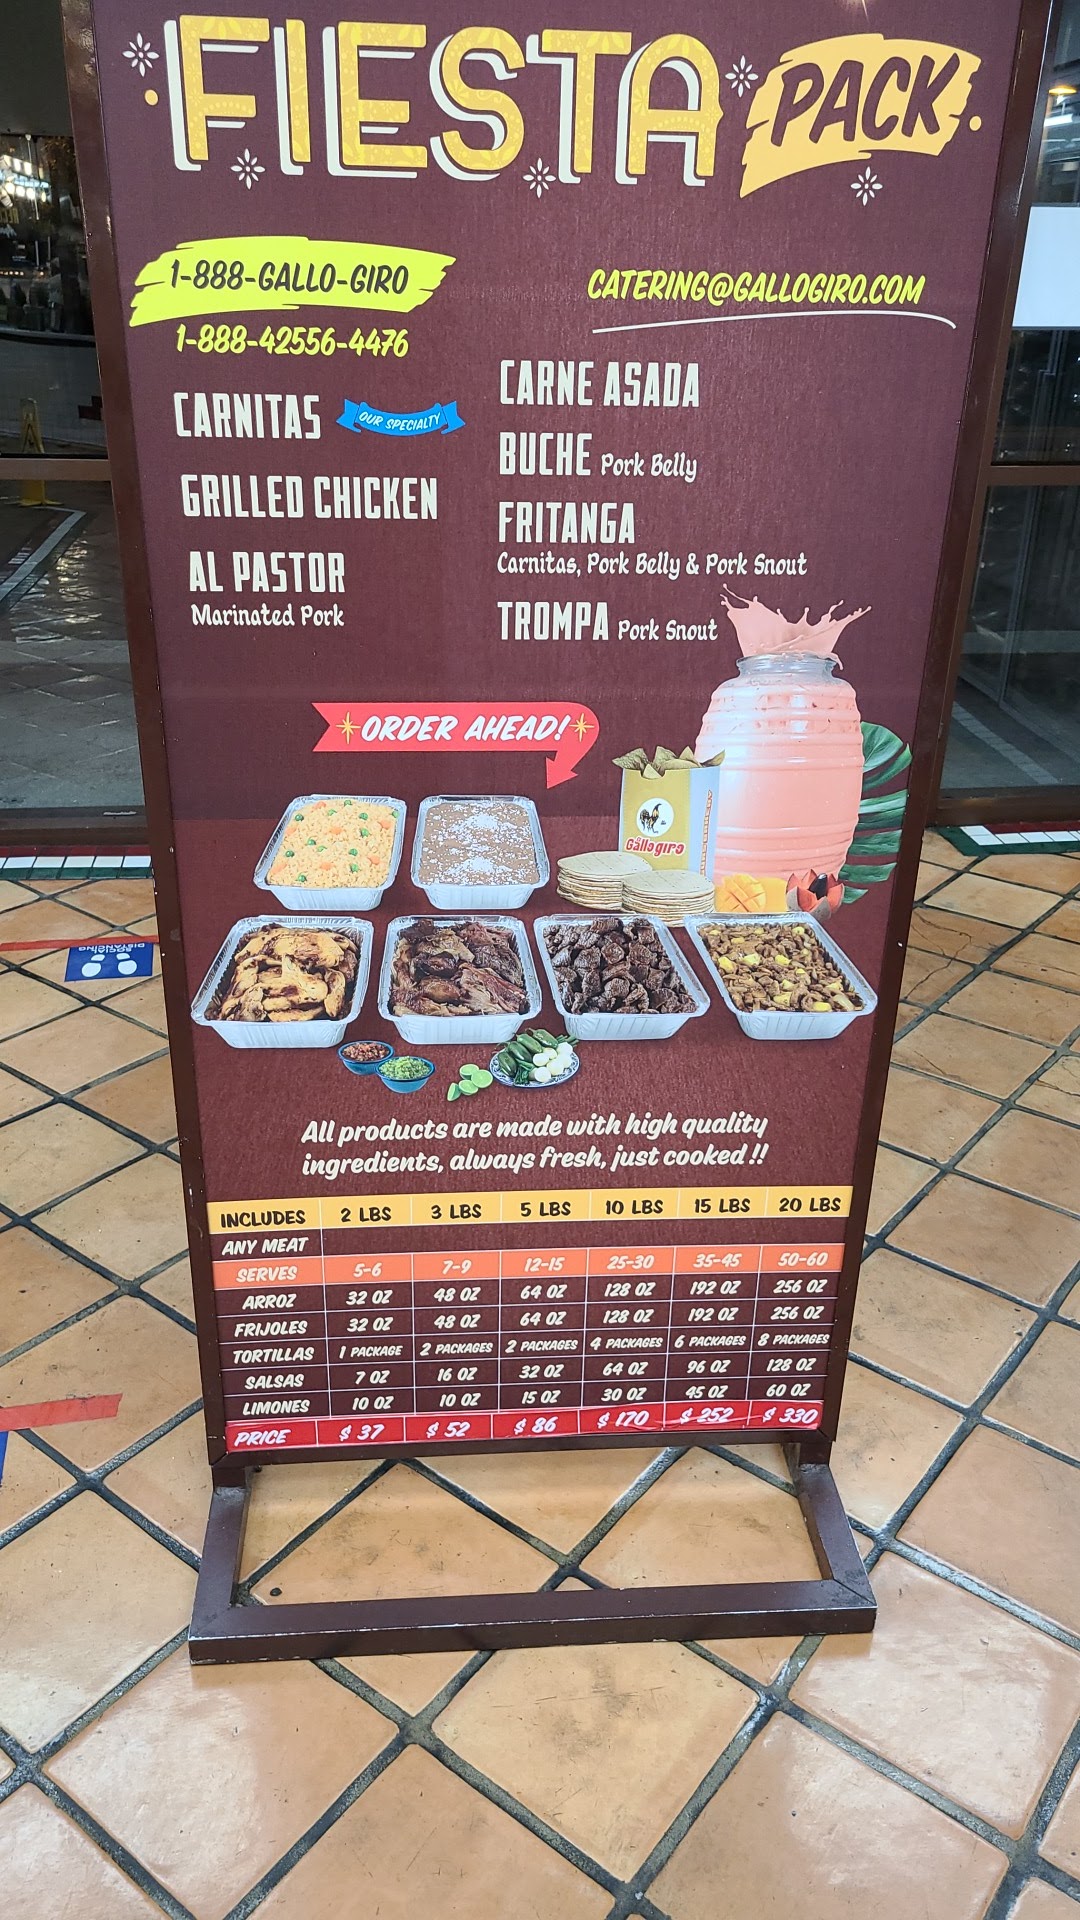 FIESTA PACK
1-888-GALLO-GIRO
1-888-42556-4476
CATERING@GALLOGIRO.COM
CARNITAS OUR SPECIALTY
GRILLED CHICKEN
AL PASTOR
Marinated Pork
CARNE ASADA
BUCHE Pork Belly
FRITANGA
Carnitas, Pork Belly & Pork Snout
TROMPA Pork Snout
ORDER AHEAD!
El Gallo giro
All products are made with high quality
ingredients, always fresh, just cooked!!
INCLUDES 2 LBS 3 LBS 5 LBS 10 LBS 15 LBS 20 LBS
ANY MEAT
SERVES 5-6 7-9 12-15 25-30 35-45 50-60
ARROZ 32 OZ 48 OZ 64 OZ 128 OZ 192 OZ 256 OZ
FRIJOLES 32 OZ 48 OZ 64 OZ 128 OZ 192 OZ 256 OZ
TORTILLAS 1 PACKAGE 2 PACKAGES 2 PACKAGES 4 PACKAGES 6 PACKAGES 8 PACKAGES
SALSAS 7 OZ 16 OZ 32 OZ 64 OZ 96 OZ 128 OZ
LIMONES 10 OZ 10 OZ 15 OZ 30 OZ 45 OZ 60 OZ
PRICE $37 $52 $86 $170 $252 $330
SOCIAL
DISTANCING